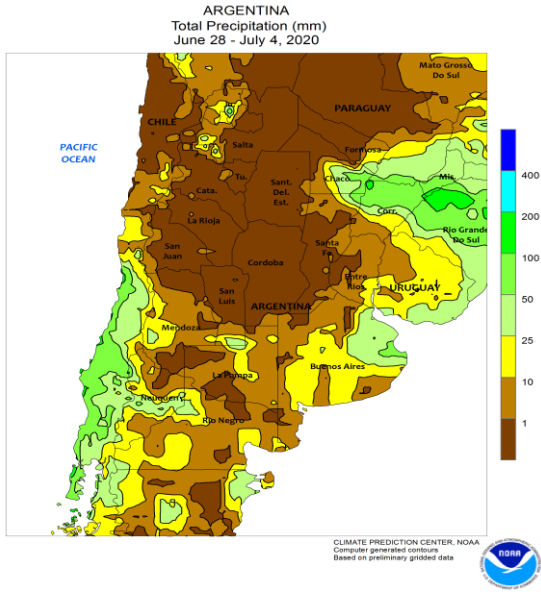 ARGENTINA
Total Precipitation (mm)
June 28 - July 4, 2020
Mato Grosso
Do Sul
PARAGUAY
CHILE
PACIFIC
OCEAN
Salta
Formosa
Tu.
Chaco
Mis.
Cata.
Sant.
Del.
Est.
Corr.
La Rioja
Rio Grande
Do Sul
San
Juan
Santa
Fe
Cordoba
Entre
Rios
San
Luis
URUGUAY
ARGENTINA
Mendoza
Buenos Aires
La Pampa
Neuquen
Rio Negro
400
200
100
50
25
10
1
CLIMATE PREDICTION CENTER, NOAA
Computer generated contours
Based on preliminary gridded data
NOAA